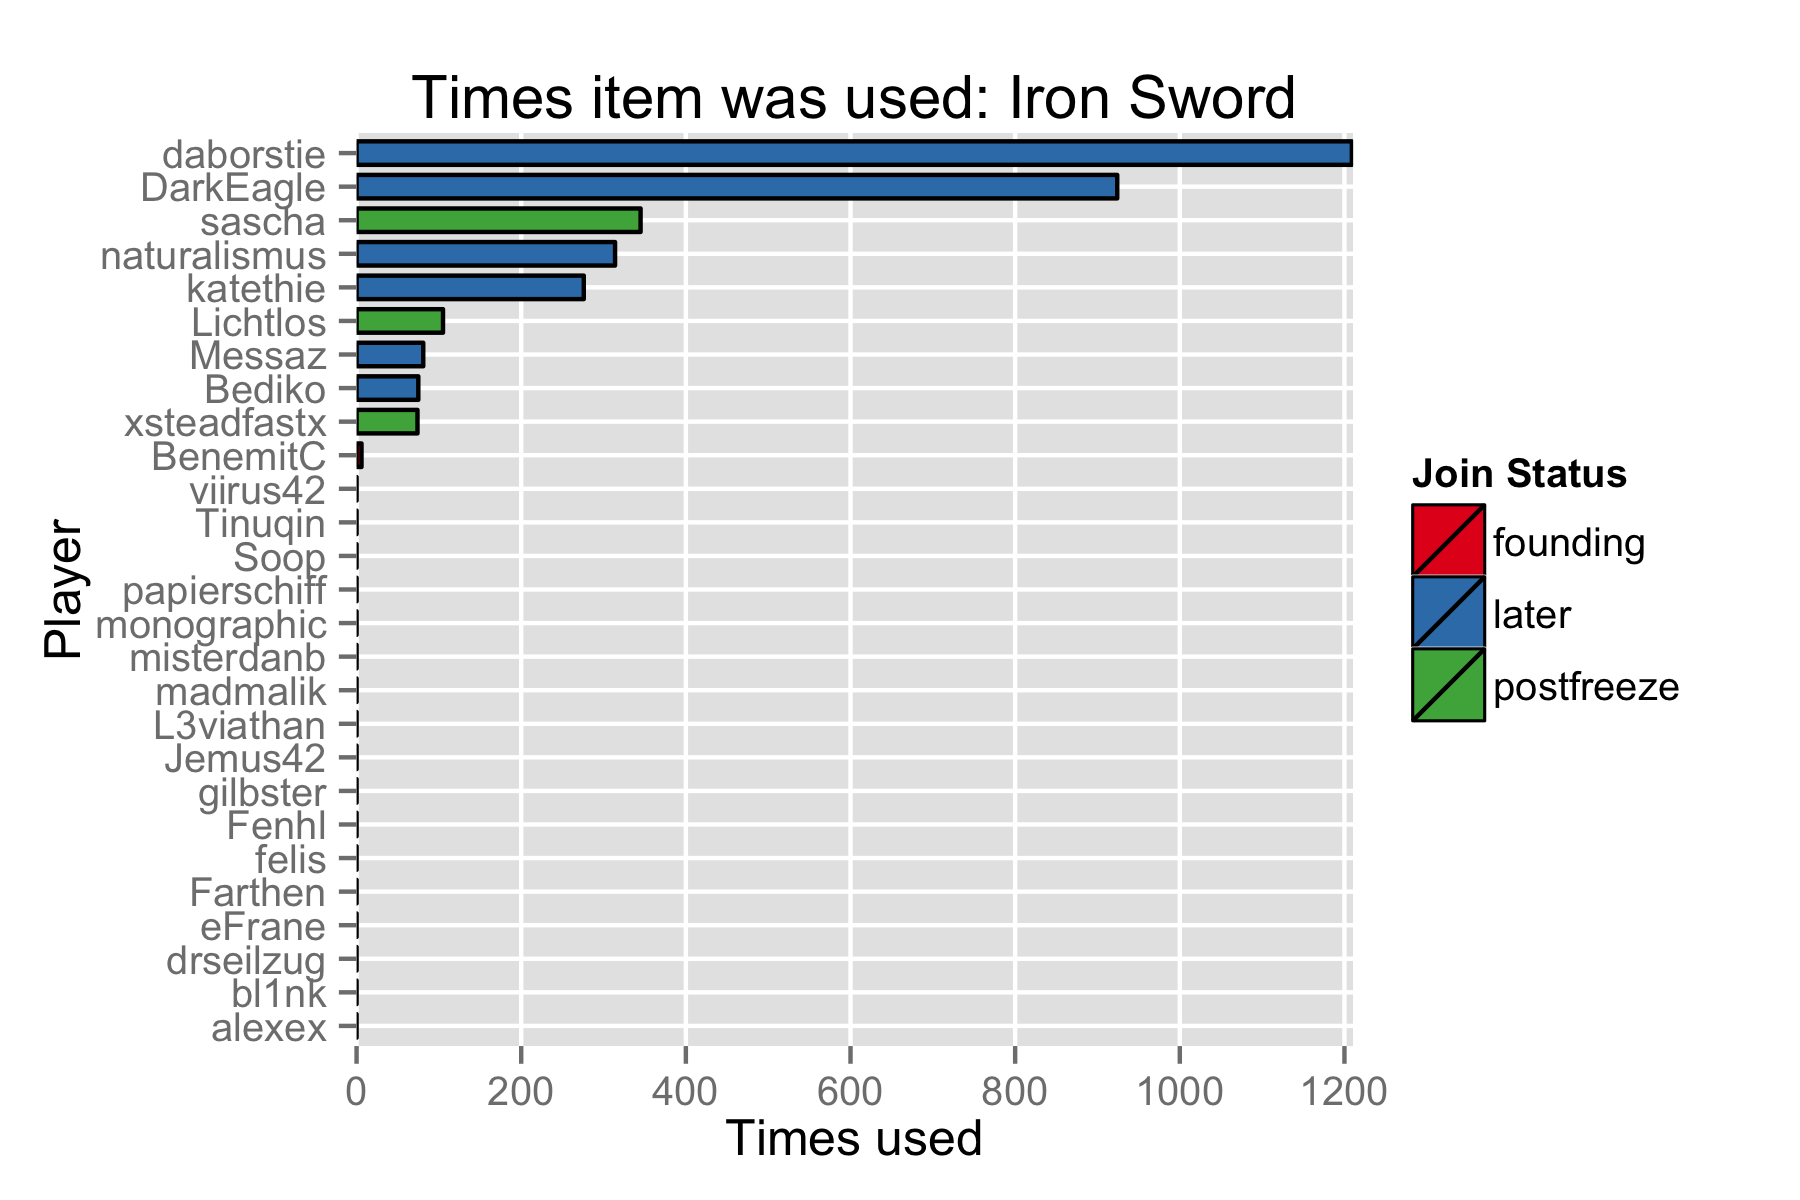 Times item was used: Iron Sword
daborstie
DarkEagle
sascha
naturalismus
katethie
Lichtlos
Messaz
Bediko
xsteadfastx
BenemitC
viirus42
Tinuqin
Soop
papierschiff
monographic
misterdanb
madmalik
L3viathan
Jemus42
gilbster
Fenhl
felis
Farthen
eFrane
drseilzug
bl1nk
alexex
Player
0 200 400 600 800 1000 1200
Times used
Join Status
founding
later
postfreeze